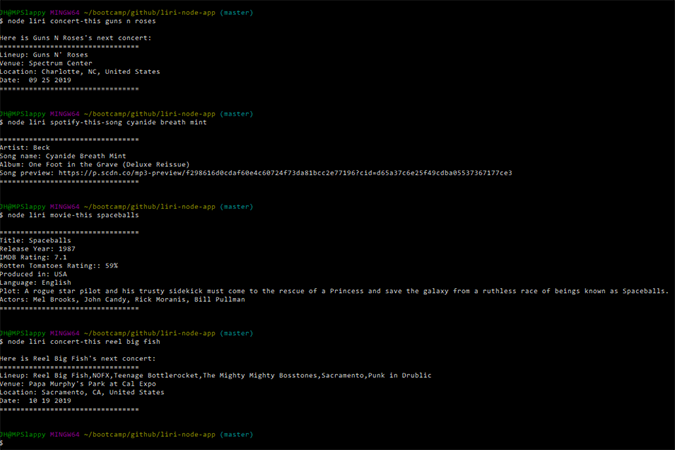 JH@MPSlappy MINGW64 ~/bootcamp/github/liri-node-app (master)
$ node liri concert-this guns n roses
Here is Guns N Roses's next concert:
=================================
Lineup: Guns N' Roses
Venue: Spectrum Center
Location: Charlotte, NC, United States
Date:  09 25 2019
=================================
JH@MPSlappy MINGW64 ~/bootcamp/github/liri-node-app (master)
$ node liri spotify-this-song cyanide breath mint
=================================
Artist: Beck
Song name: Cyanide Breath Mint
Album: One Foot in the Grave (Deluxe Reissue)
Song preview: https://p.scdn.co/mp3-preview/f298616d0cdaf60e4c60724f73da81bcc2e77196?cid=d65a37c6e25f49cdba05537367177ce3
=================================
JH@MPSlappy MINGW64 ~/bootcamp/github/liri-node-app (master)
$ node liri movie-this spaceballs
=================================
Title: Spaceballs
Release Year: 1987
IMDB Rating: 7.1
Rotten Tomatoes Rating:: 59%
Produced in: USA
Language: English
Plot: A rogue star pilot and his trusty sidekick must come to the rescue of a Princess and save the galaxy from a ruthless race of beings known as Spaceballs.
Actors: Mel Brooks, John Candy, Rick Moranis, Bill Pullman
=================================
JH@MPSlappy MINGW64 ~/bootcamp/github/liri-node-app (master)
$ node liri concert-this reel big fish
Here is Reel Big Fish's next concert:
=================================
Lineup: Reel Big Fish,NOFX,Teenage Bottlerocket,The Mighty Mighty Bosstones,Sacramento,Punk in Drublic
Venue: Papa Murphy's Park at Cal Expo
Location: Sacramento, CA, United States
Date:  10 19 2019
=================================
JH@MPSlappy MINGW64 ~/bootcamp/github/liri-node-app (master)
$